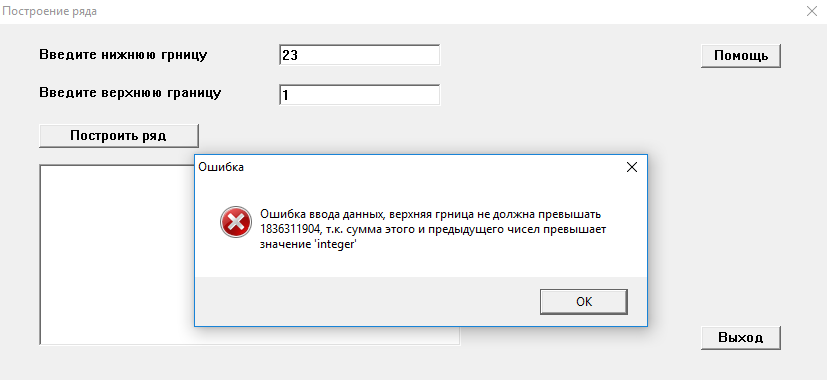 Построение ряда
Введите нижнюю грницу
23
Помощь
Введите верхнюю границу
1
Построить ряд
Ошибка
Ошибка ввода данных, верхняя грница не должна превышать
1836311904, т.к. сумма этого и предыдущего чисел превышает
значение 'integer'
OK
Выход